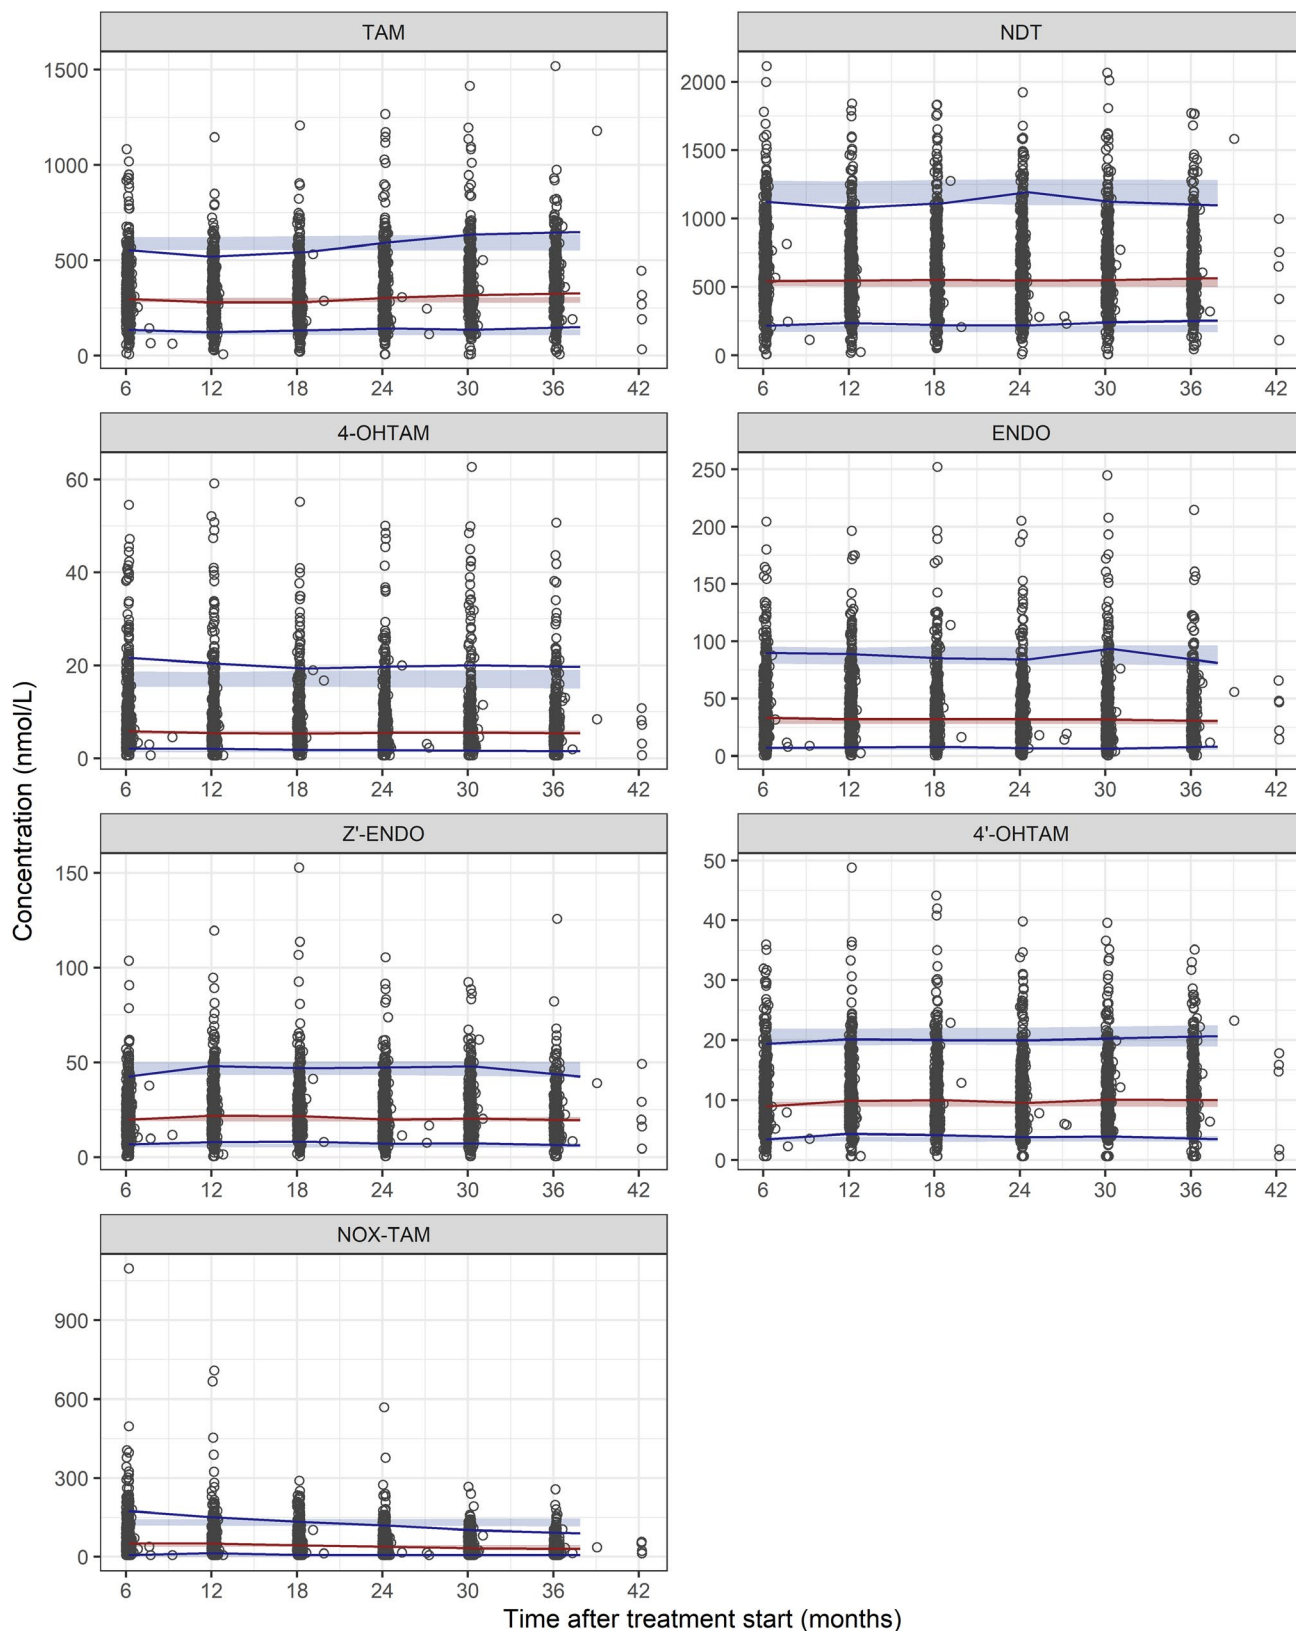 TAM
NDT
1500
1000
500
0
2000
1500
1000
500
0
6 12 18 24 30 36 42
6 12 18 24 30 36 42
4-OHTAM
ENDO
60
40
20
0
250
200
150
100
50
0
6 12 18 24 30 36 42
6 12 18 24 30 36 42
Concentration (nmol/L)
Z'-ENDO
4'-OHTAM
150
100
50
0
50
40
30
20
10
0
6 12 18 24 30 36 42
6 12 18 24 30 36 42
NOX-TAM
900
600
300
0
6 12 18 24 30 36 42
Time after treatment start (months)